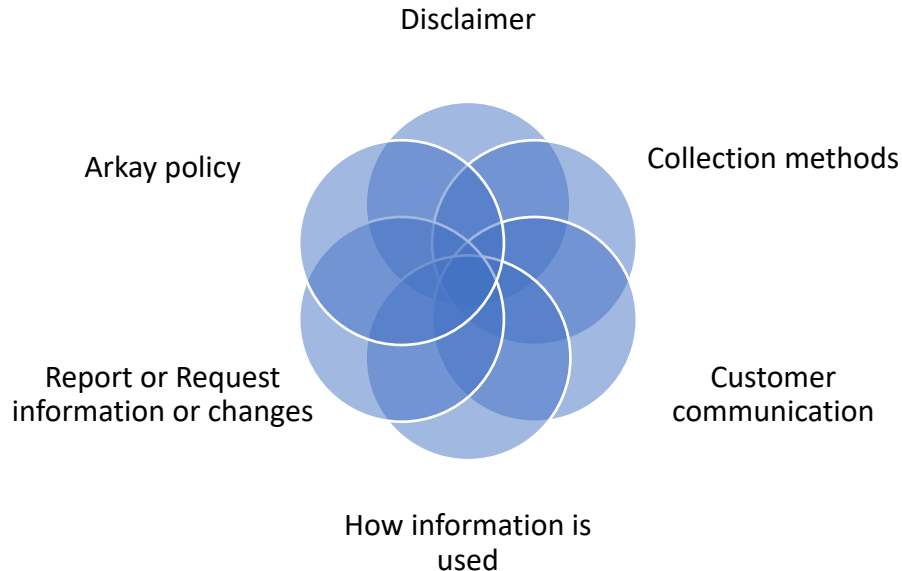 Disclaimer
Collection methods
Customer
communication
How information is
used
Report or Request
information or changes
Arkay policy